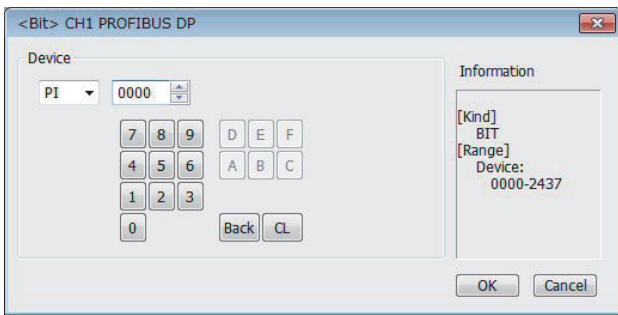 <Bit> CH1 PROFIBUS DP
Device
PI 0000
7 8 9 D E F
4 5 6 A B C
1 2 3
0 Back CL
Information
[Kind]
BIT
[Range]
Device:
0000-2437
OK Cancel